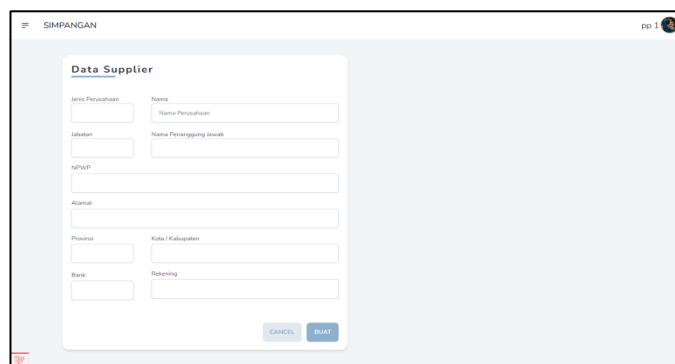 SIMPANGAN
pp 1
Data Supplier
Jenis Perusahaan Nama
Nama Perusahaan
Jabatan Nama Penanggung Jawab
NPWP
Alamat
Provinsi Kota / Kabupaten
Bank Rekening
CANCEL BUAT